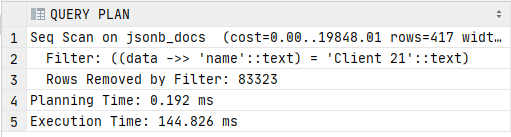 QUERY PLAN
1 Seq Scan on jsonb_docs  (cost=0.00..19848.01 rows=417 widt…
2   Filter: ((data ->> 'name'::text) = 'Client 21'::text)
3   Rows Removed by Filter: 83323
4 Planning Time: 0.192 ms
5 Execution Time: 144.826 ms